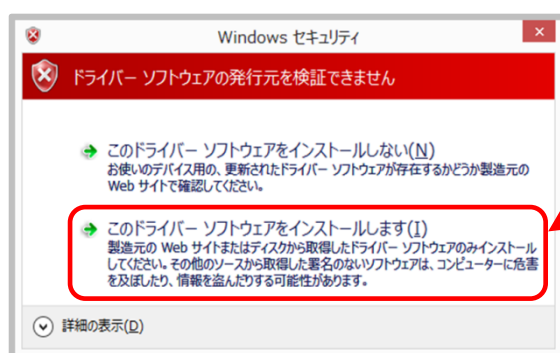 Windows セキュリティ
ドライバー ソフトウェアの発行元を検証できません
このドライバー ソフトウェアをインストールしない(N)
お使いのデバイス用の、更新されたドライバー ソフトウェアが存在するかどうか製造元の
Web サイトで確認してください。
このドライバー ソフトウェアをインストールします(I)
製造元の Web サイトまたはディスクから取得したドライバー ソフトウェアのみインストール
してください。その他のソースから取得した署名のないソフトウェアは、コンピューターに危害
を及ぼしたり、情報を盗んだりする可能性があります。
詳細の表示(D)